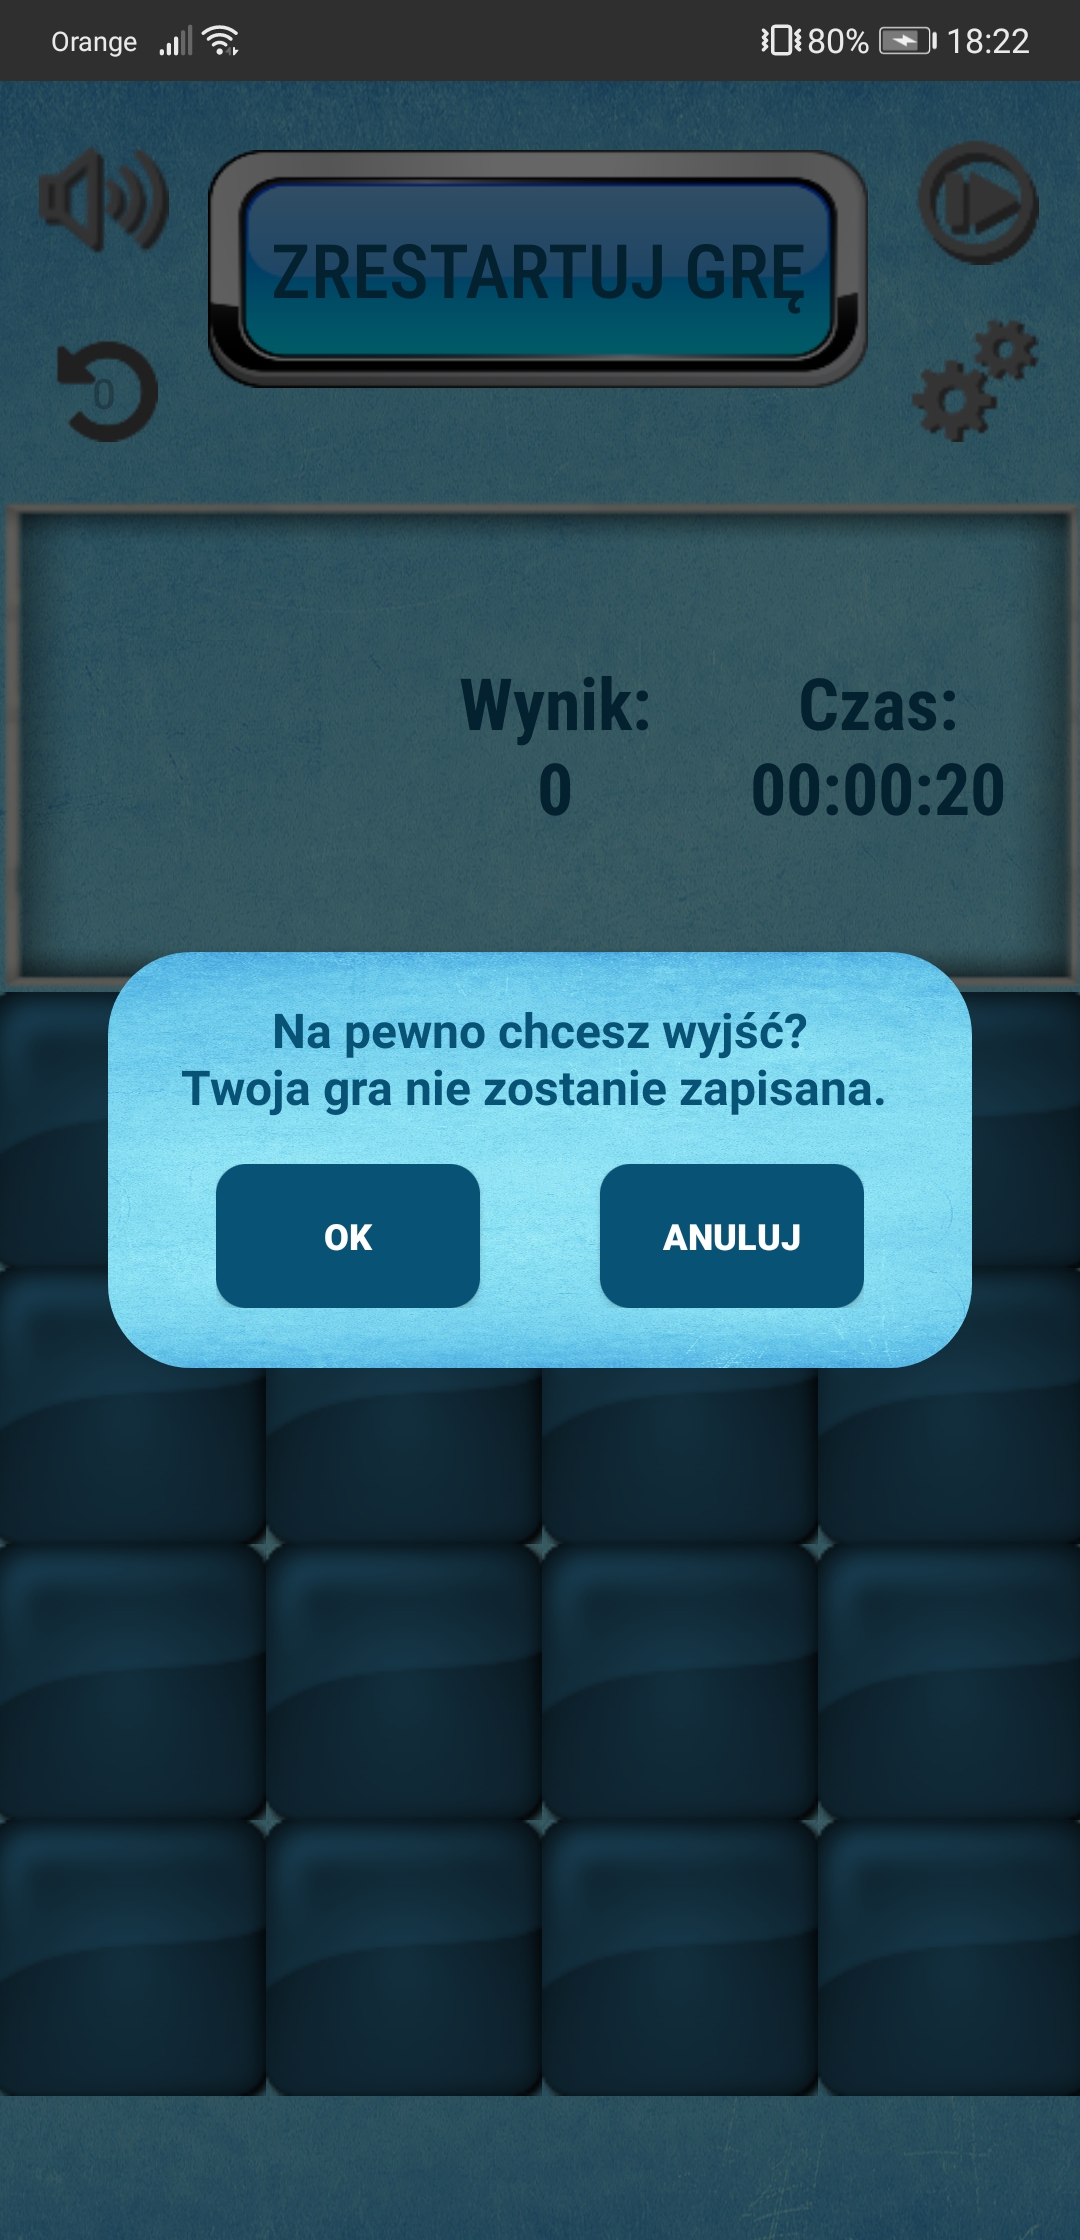 Orange 80% 18:22
ZRESTARTUJ GRĘ
0
Wynik: Czas:
0 00:00:20
Na pewno chcesz wyjść?
Twoja gra nie zostanie zapisana.
OK ANULUJ